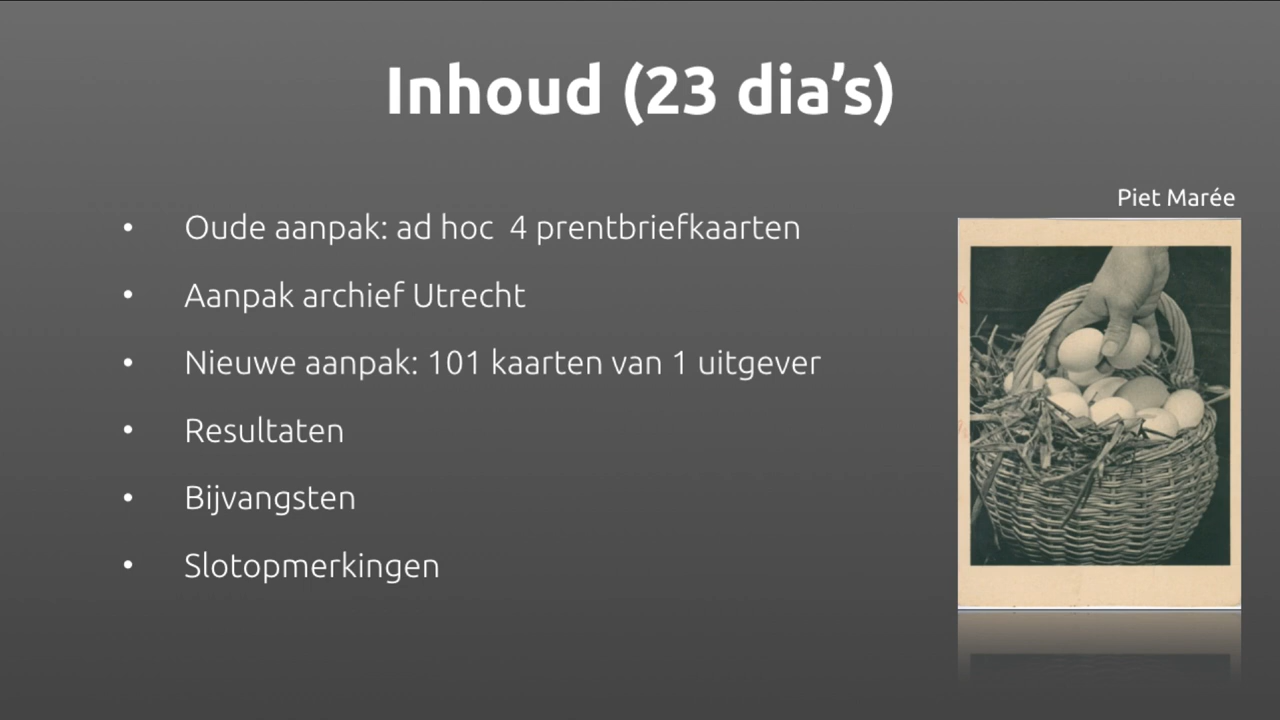 Inhoud (23 dia’s)
Piet Marée
• Oude aanpak: ad hoc  4 prentbriefkaarten
• Aanpak archief Utrecht
• Nieuwe aanpak: 101 kaarten van 1 uitgever
• Resultaten
• Bijvangsten
• Slotopmerkingen